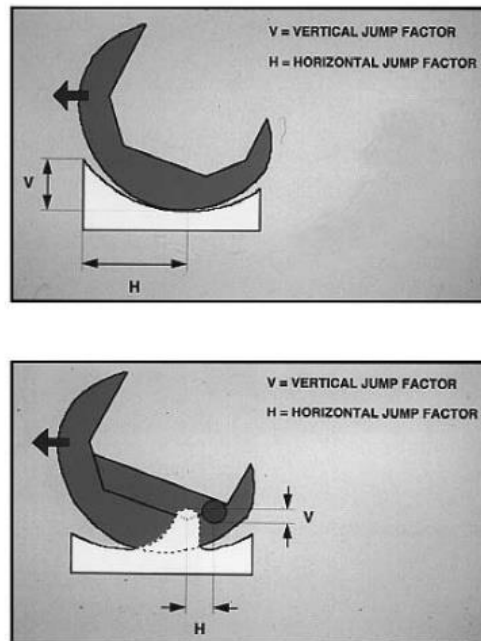 V = VERTICAL JUMP FACTOR
H = HORIZONTAL JUMP FACTOR
V
H
V = VERTICAL JUMP FACTOR
H = HORIZONTAL JUMP FACTOR
V
H